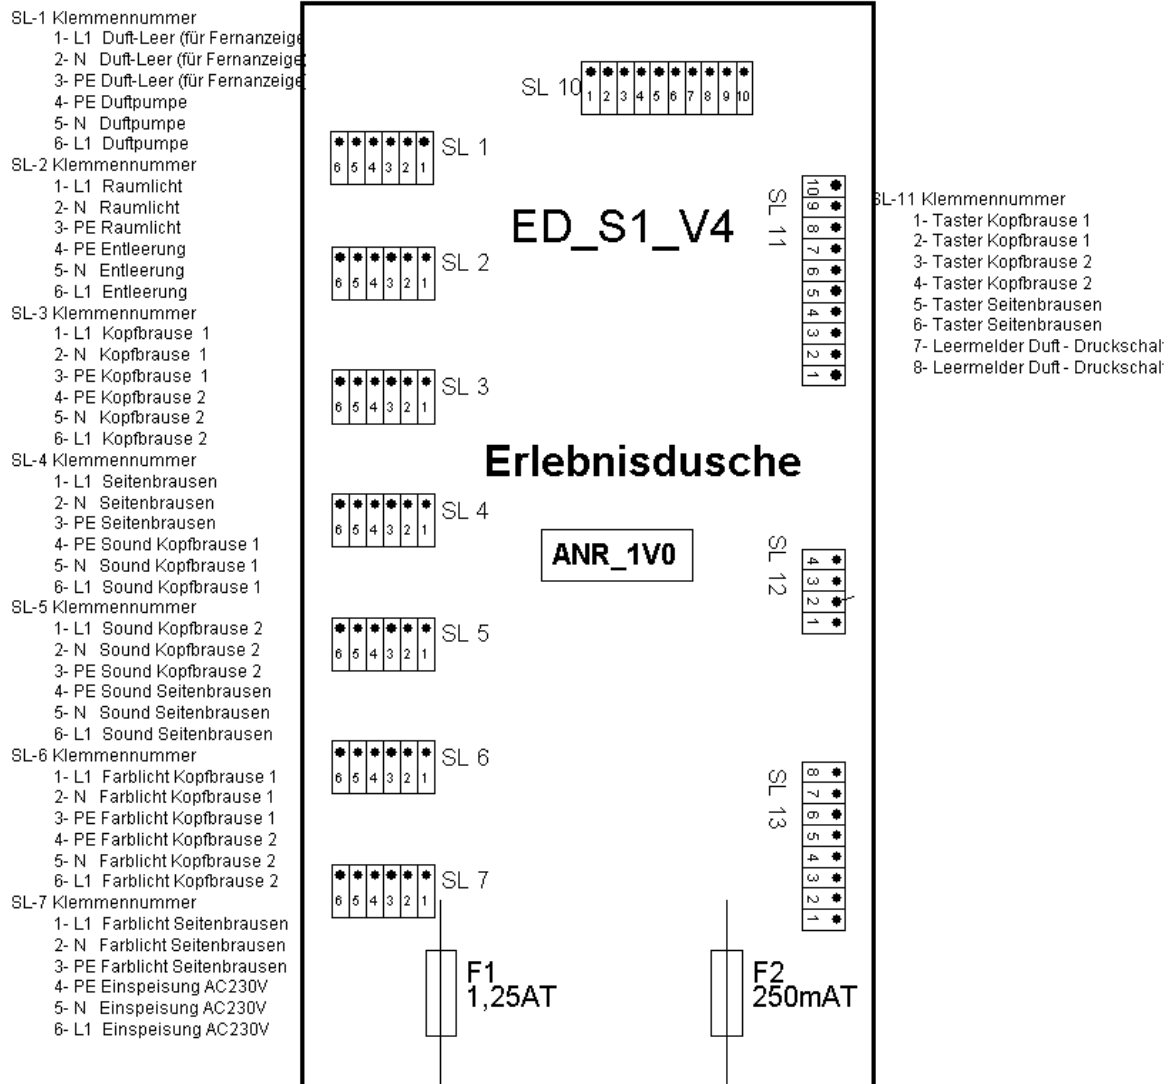 SL-1 Klemmennummer
1- L1 Duft-Leer (für Fernanzeige
2- N Duft-Leer (für Fernanzeige)
3- PE Duft-Leer (für Fernanzeige
4- PE Duftpumpe
5- N Duftpumpe
6- L1 Duftpumpe
SL-2 Klemmennummer
1- L1 Raumlicht
2- N Raumlicht
3- PE Raumlicht
4- PE Entleerung
5- N Entleerung
6- L1 Entleerung
SL-3 Klemmennummer
1- L1 Kopfbrause 1
2- N Kopfbrause 1
3- PE Kopfbrause 1
4- PE Kopfbrause 2
5- N Kopfbrause 2
6- L1 Kopfbrause 2
SL-4 Klemmennummer
1- L1 Seitenbrausen
2- N Seitenbrausen
3- PE Seitenbrausen
4- PE Sound Kopfbrause 1
5- N Sound Kopfbrause 1
6- L1 Sound Kopfbrause 1
SL-5 Klemmennummer
1- L1 Sound Kopfbrause 2
2- N Sound Kopfbrause 2
3- PE Sound Kopfbrause 2
4- PE Sound Seitenbrausen
5- N Sound Seitenbrausen
6- L1 Sound Seitenbrausen
SL-6 Klemmennummer
1- L1 Farblicht Kopfbrause 1
2- N Farblicht Kopfbrause 1
3- PE Farblicht Kopfbrause 1
4- PE Farblicht Kopfbrause 2
5- N Farblicht Kopfbrause 2
6- L1 Farblicht Kopfbrause 2
SL-7 Klemmennummer
1- L1 Farblicht Seitenbrausen
2- N Farblicht Seitenbrausen
3- PE Farblicht Seitenbrausen
4- PE Einspeisung AC230V
5- N Einspeisung AC230V
6- L1 Einspeisung AC230V
SL 10
1 2 3 4 5 6 7 8 9 10
SL 1
6 5 4 3 2 1
ED_S1_V4
SL 2
6 5 4 3 2 1
SL 3
6 5 4 3 2 1
Erlebnisdusche
SL 4
6 5 4 3 2 1
ANR_1V0
SL 5
6 5 4 3 2 1
SL 6
6 5 4 3 2 1
SL 7
6 5 4 3 2 1
F1
1,25AT
F2
250mAT
SL 11
10 9 8 7 6 5 4 3 2 1
SL 12
4 3 2 1
SL 13
8 7 6 5 4 3 2 1
SL-11 Klemmennummer
1- Taster Kopfbrause 1
2- Taster Kopfbrause 1
3- Taster Kopfbrause 2
4- Taster Kopfbrause 2
5- Taster Seitenbrausen
6- Taster Seitenbrausen
7- Leermelder Duft - Druckschal
8- Leermelder Duft - Druckschal